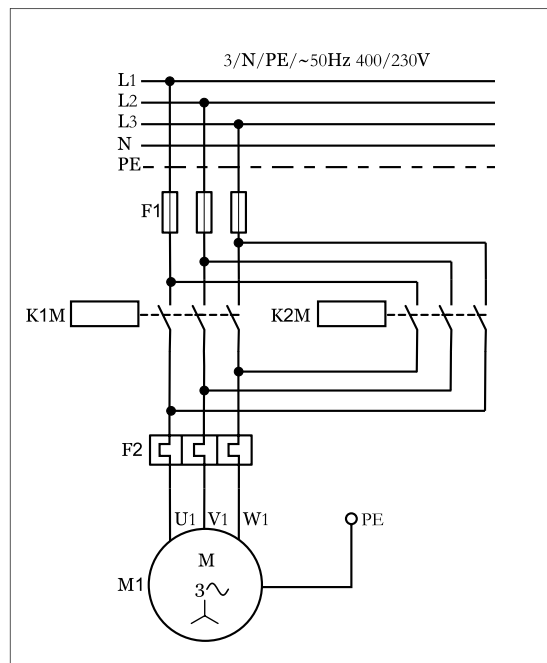 3/N/PE/~50Hz 400/230V
L1
L2
L3
N
PE
F1
K1M
K2M
F2
U1 V1 W1
PE
M
M1
3